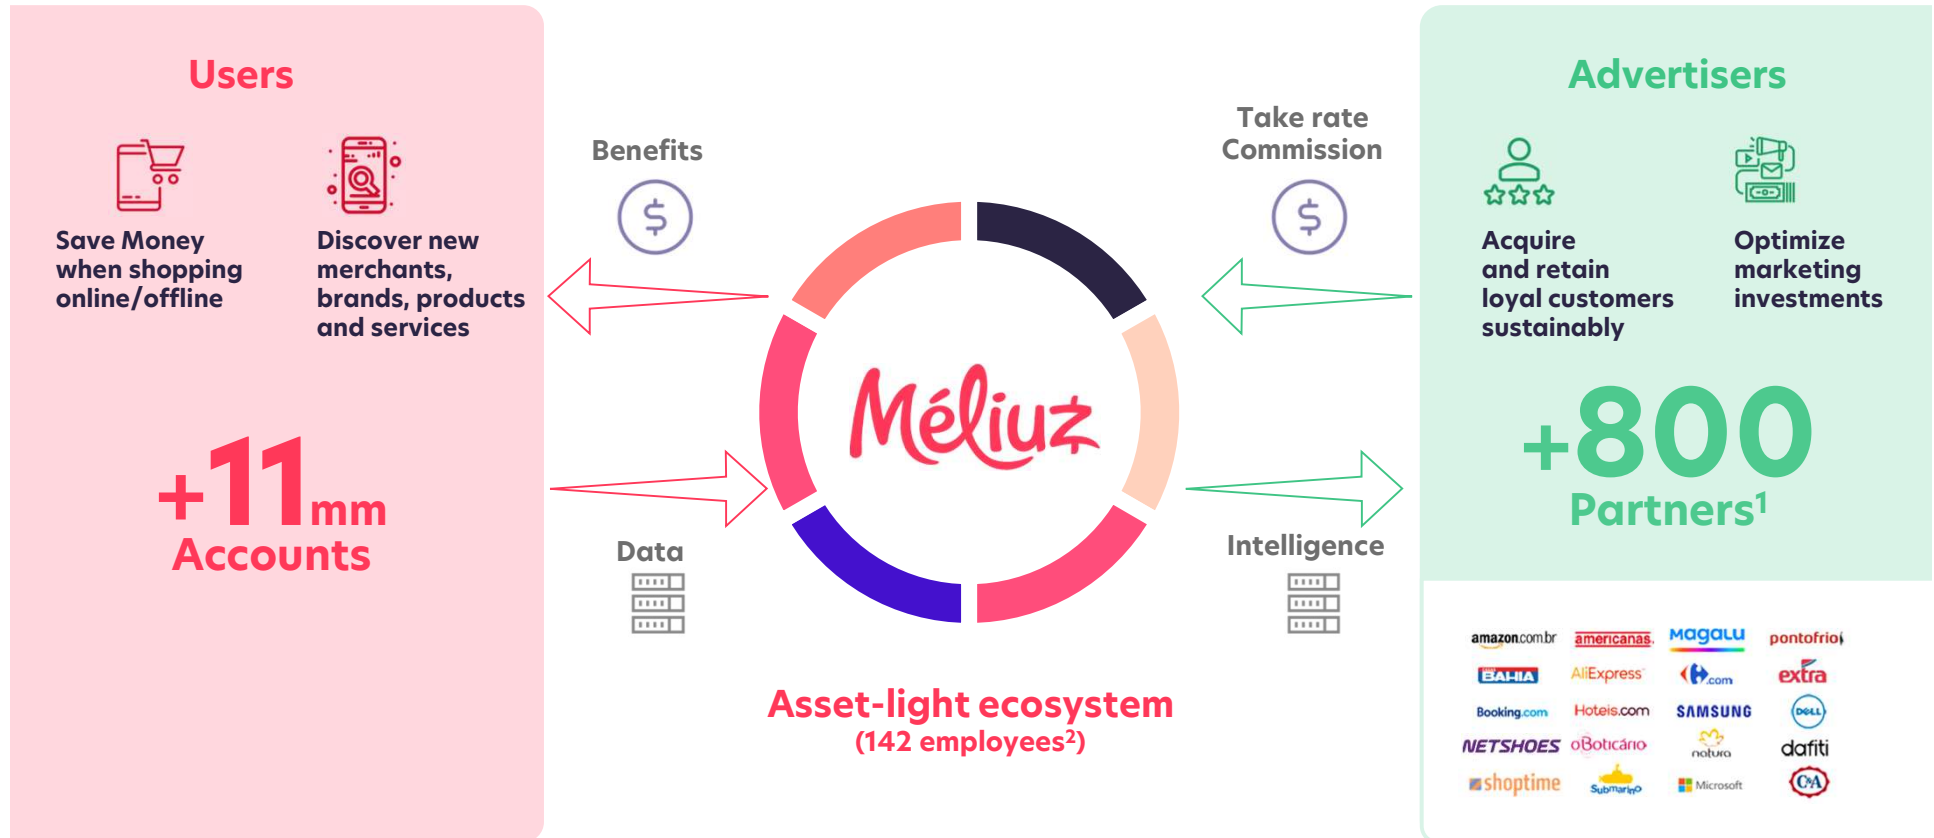 Users
Save Money
when shopping
online/offline
Discover new
merchants,
brands, products
and services
+11mm
Accounts
Benefits
$
Data
Méliuz
Asset-light ecosystem
(142 employees²)
Take rate
Commission
$
Intelligence
Advertisers
Acquire
and retain
loyal customers
sustainably
Optimize
marketing
investments
+800
Partners¹
amazon.com.br americanas. magalu pontofrio
BAHIA AliExpress .com extra
Booking.com Hoteis.com SAMSUNG DELL
NETSHOES oBoticário natura dafiti
shoptime Submarino Microsoft C&A